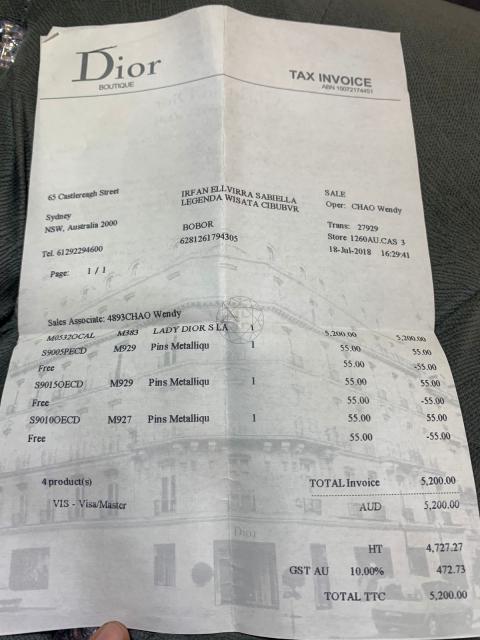 Dior
BOUTIQUE
TAX INVOICE
ABN 10072174451
65 Castlereagh Street
Sydney
NSW, Australia 2000
Tel. 61292294600
Page: 1 / 1
IRFAN ELLVIRRA SABIELLA
LEGENDA WISATA CIBUBVR
BOBOR
6281261794305
SALE
Oper: CHAO Wendy
Trans: 27929
Store 1260AU.CAS 3
18-Jul-2018 16:29:41
Sales Associate: 4893CHAO Wendy
M0532OCAL M383 LADY DIOR S LA 1 5,200.00 5,200.00
S9005PECD M929 Pins Metalliqu 1 55.00 55.00
Free 55.00 -55.00
S9015OECD M929 Pins Metalliqu 1 55.00 55.00
Free 55.00 -55.00
S9010OECD M927 Pins Metalliqu 1 55.00 55.00
Free 55.00 -55.00
4 product(s) TOTAL Invoice 5,200.00
VIS - Visa/Master AUD 5,200.00
Dior
HT 4,727.27
GST AU 10.00% 472.73
TOTAL TTC 5,200.00